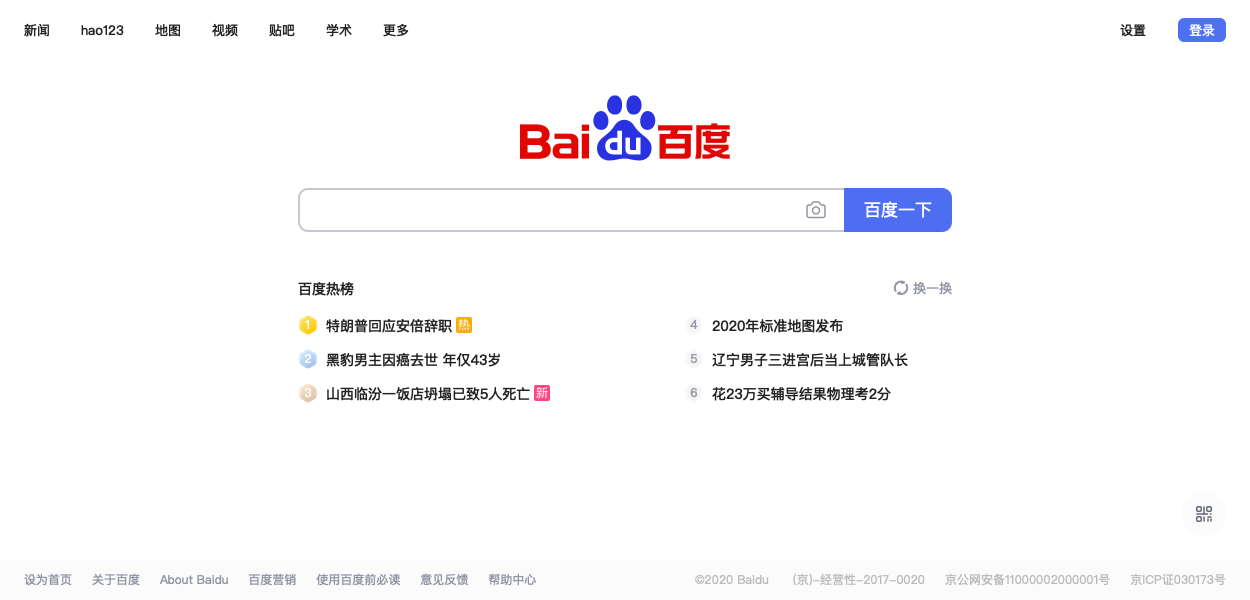 新闻 hao123 地图 视频 贴吧 学术 更多 设置 登录
Bai du 百度
百度一下
百度热榜 换一换
1 特朗普回应安倍辞职 热
2 黑豹男主因癌去世 年仅43岁
3 山西临汾一饭店坍塌已致5人死亡 新
4 2020年标准地图发布
5 辽宁男子三进宫后当上城管队长
6 花23万买辅导结果物理考2分
设为首页 关于百度 About Baidu 百度营销 使用百度前必读 意见反馈 帮助中心 ©2020 Baidu (京)-经营性-2017-0020 京公网安备11000002000001号 京ICP证030173号